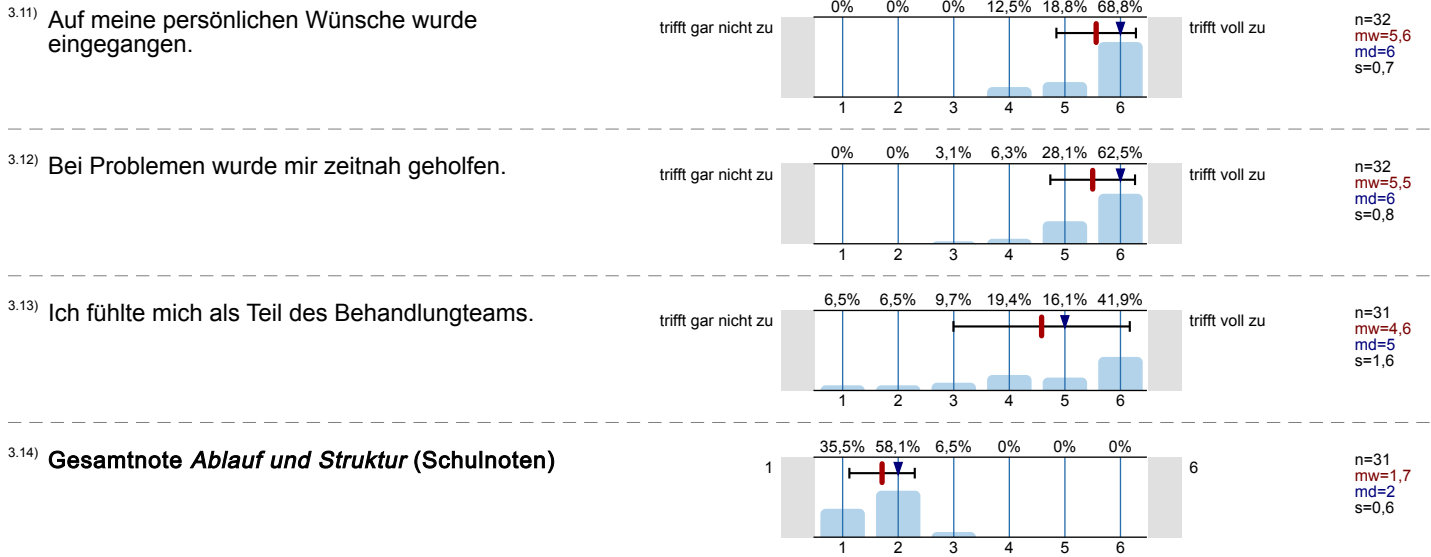 3.11) Auf meine persönlichen Wünsche wurde
eingegangen.
trifft gar nicht zu
0% 0% 0% 12,5% 18,8% 68,8%
1 2 3 4 5 6
trifft voll zu
n=32
mw=5,6
md=6
s=0,7
3.12) Bei Problemen wurde mir zeitnah geholfen.
trifft gar nicht zu
0% 0% 3,1% 6,3% 28,1% 62,5%
1 2 3 4 5 6
trifft voll zu
n=32
mw=5,5
md=6
s=0,8
3.13) Ich fühlte mich als Teil des Behandlungteams.
trifft gar nicht zu
6,5% 6,5% 9,7% 19,4% 16,1% 41,9%
1 2 3 4 5 6
trifft voll zu
n=31
mw=4,6
md=5
s=1,6
3.14) Gesamtnote Ablauf und Struktur (Schulnoten)
1
35,5% 58,1% 6,5% 0% 0% 0%
1 2 3 4 5 6
6
n=31
mw=1,7
md=2
s=0,6